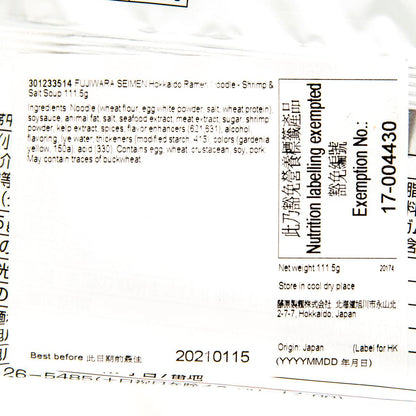 301233514 FUJIWARA SEIMEN Hokkaido Ramen Noodle - Shrimp &
Salt Soup 111.5g
Ingredients: Noodle (wheat flour, egg white powder, salt, wheat protein),
soysauce, animal fat, salt, seafood extract, meat extract, sugar, shrimp
powder, kelp extract, spices, flavor enhancers (621,631), alcohol
flavoring, lye water, thickeners (modified starch, 415), colors (gardenia
yellow, 150a), acid (330). Contains egg, wheat, crustacean, soy, pork.
May contain traces of buckwheat.
此乃豁免營養標籤產品
Nutrition labelling exempted
豁免編號
Exemption No.:
17-004430
Net weight 111.5g 20174
Store in cool dry place
藤原製麺株式会社 北海道旭川市永山北
2-7-7, Hokkaido, Japan
Origin: Japan (Label for HK
Best before 此日期前最佳 20210115 (YYYYMMDD 年月日)
26-5485